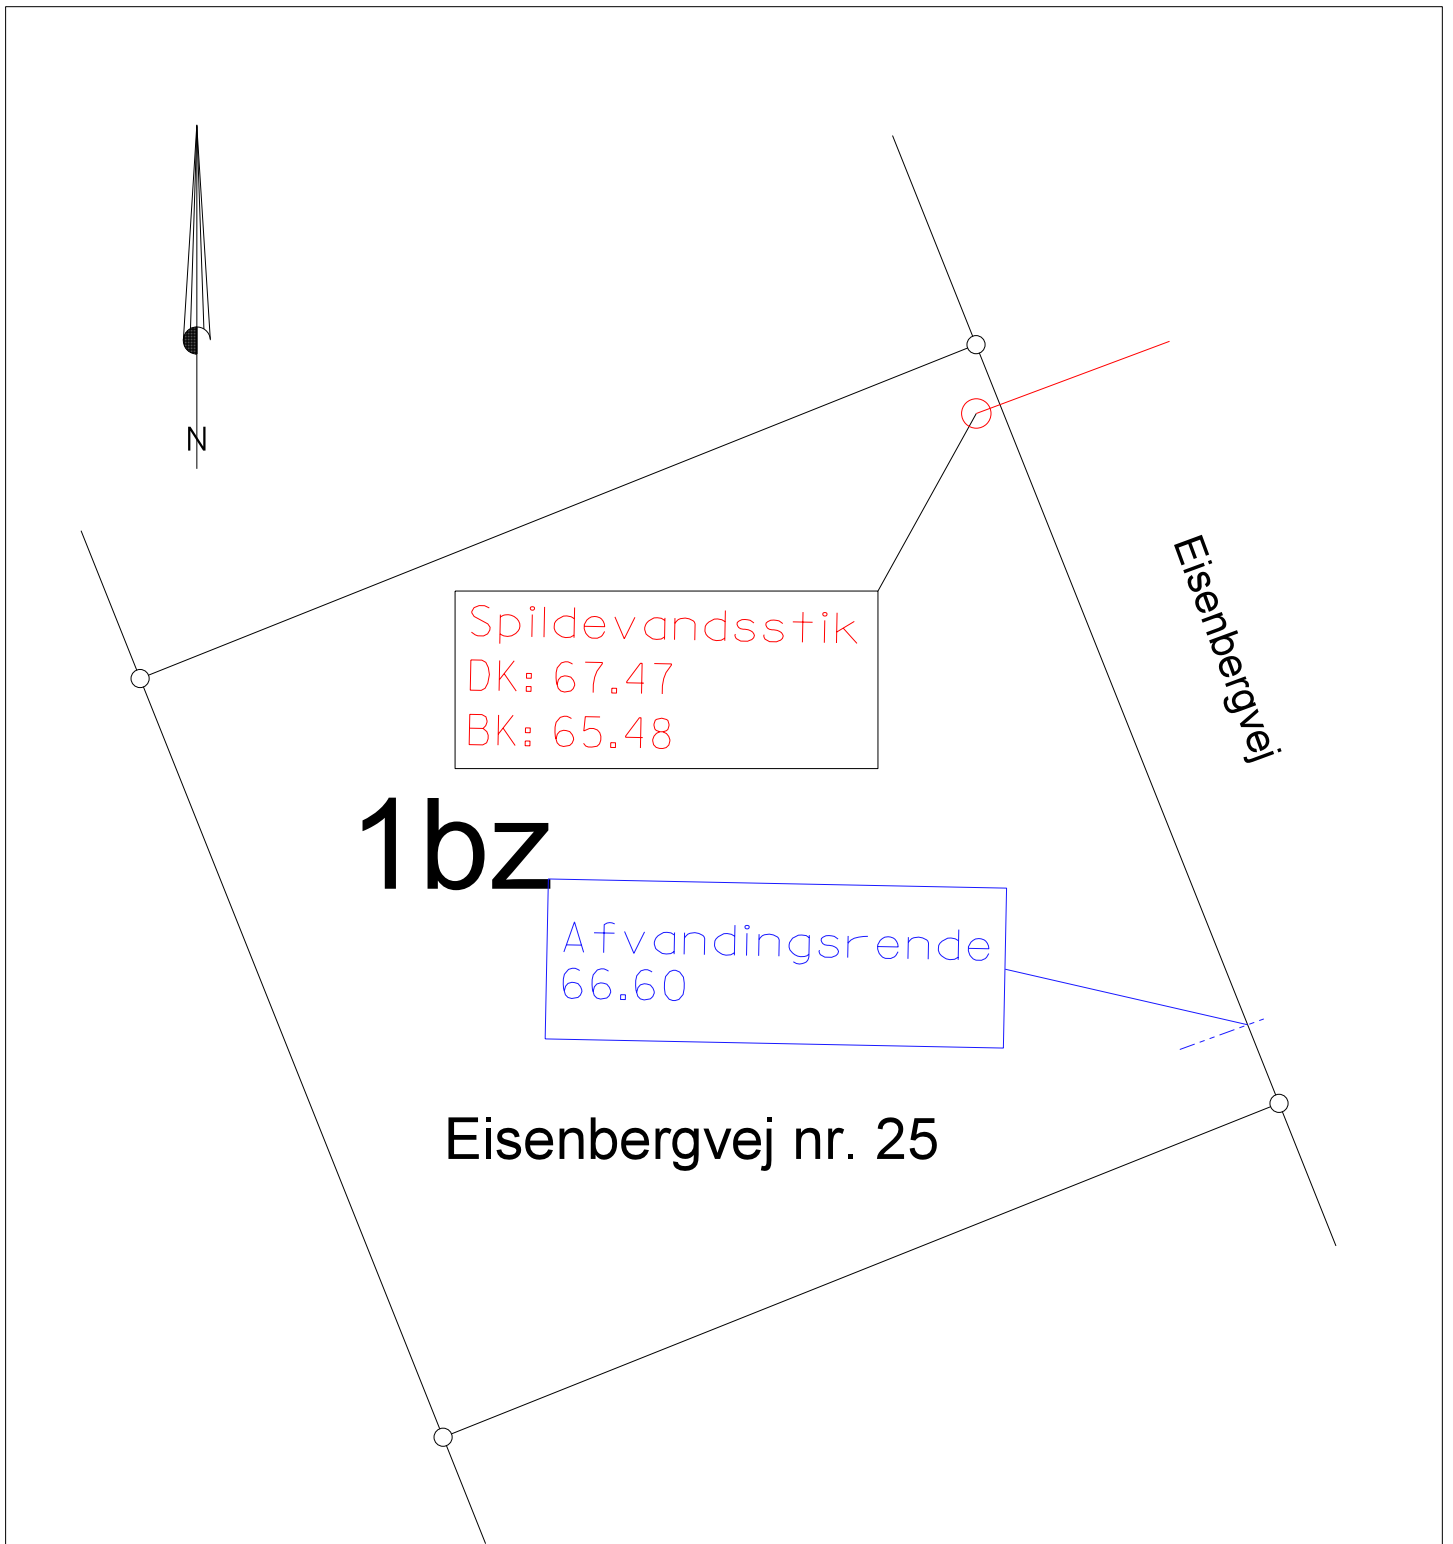 N
Eisenbergvej
Spildevandsstik
DK: 67.47
BK: 65.48
1bz
Afvandingsrende
66.60
Eisenbergvej nr. 25